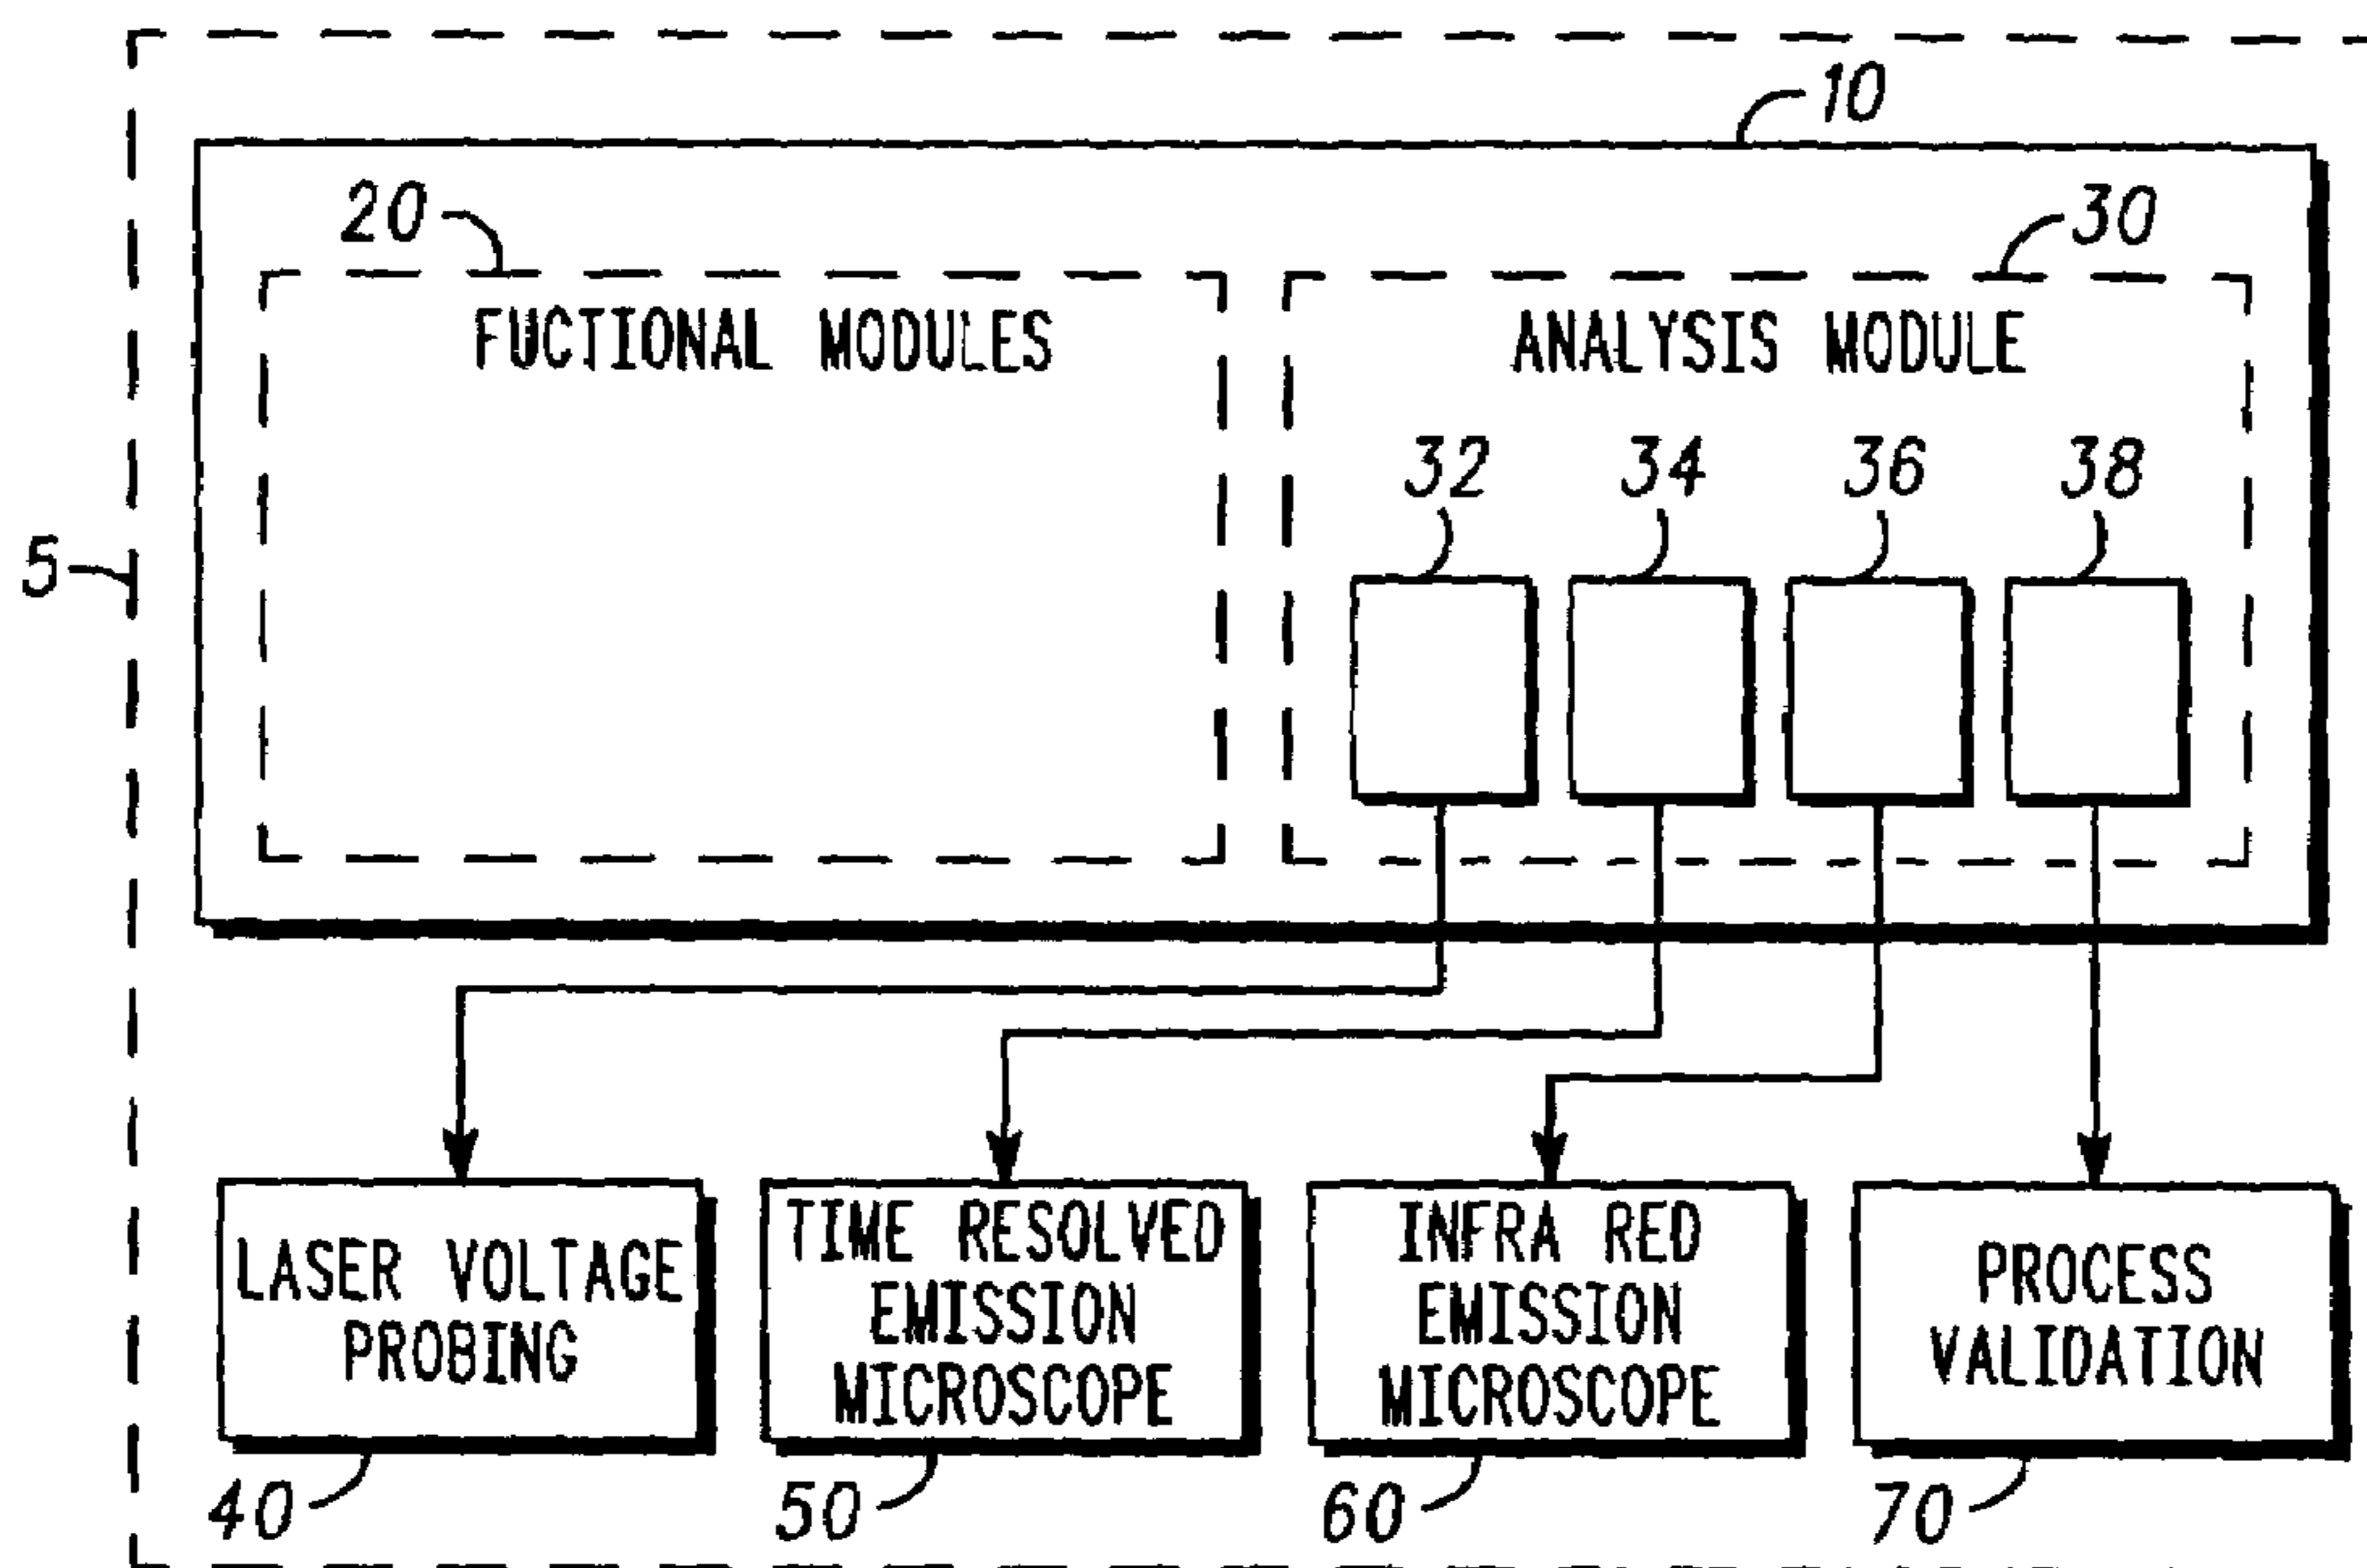 10
20
30
FUCTIONAL MODULES
ANALYSIS MODULE
32
34
36
38
5
LASER VOLTAGE
PROBING
TIME RESOLVED
EMISSION
MICROSCOPE
INFRA RED
EMISSION
MICROSCOPE
PROCESS
VALIDATION
40
50
60
70